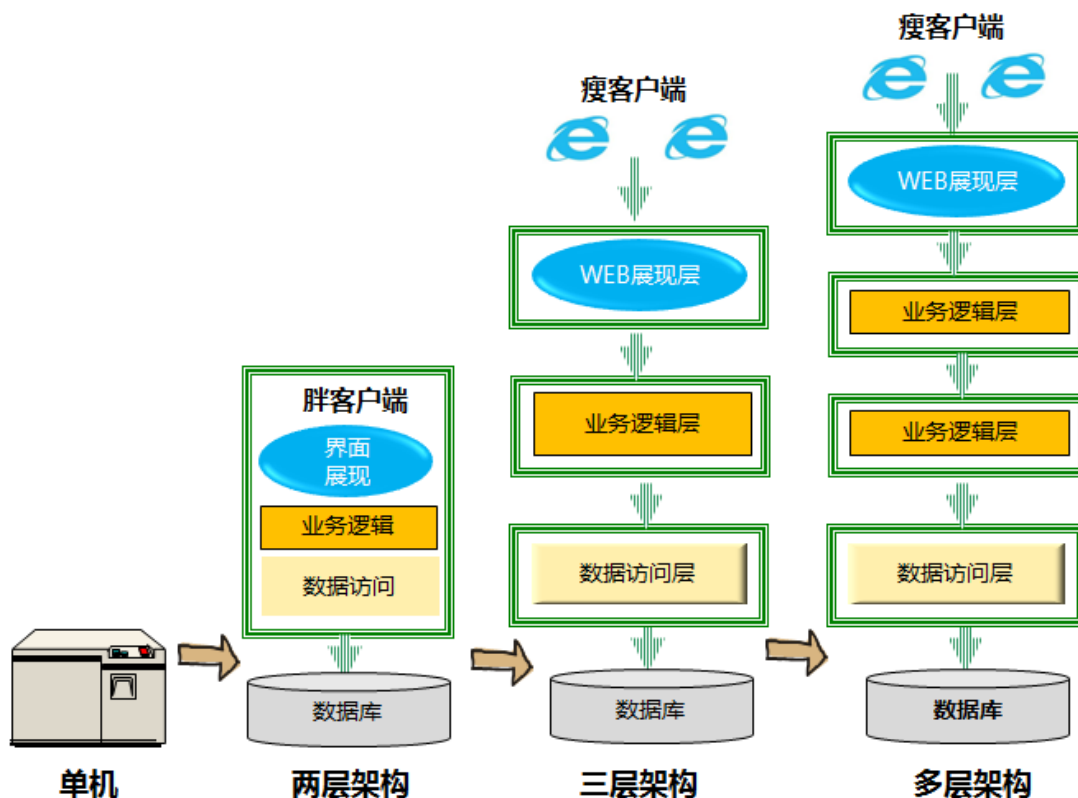 瘦客户端
WEB展现层
业务逻辑层
业务逻辑层
数据访问层
数据库
多层架构
瘦客户端
WEB展现层
业务逻辑层
数据访问层
数据库
三层架构
胖客户端
界面
展现
业务逻辑
数据访问
数据库
两层架构
单机